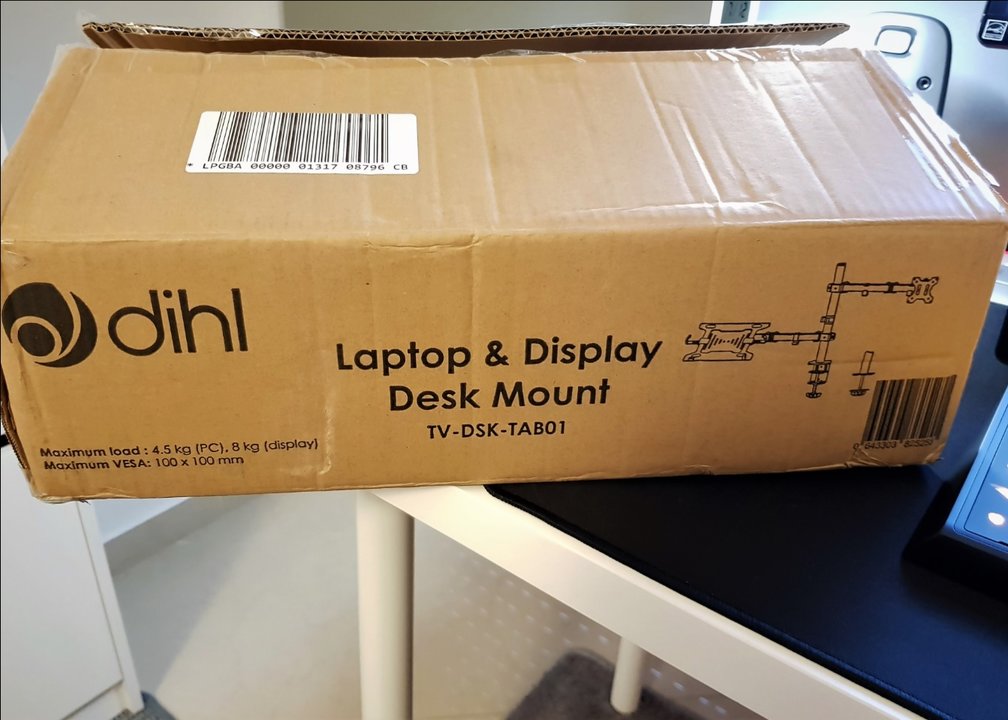 * LPGBA 00000 01317 08796 CB
dihl
Laptop & Display
Desk Mount
TV-DSK-TAB01
Maximum load : 4.5 kg (PC), 8 kg (display)
Maximum VESA: 100 x 100 mm